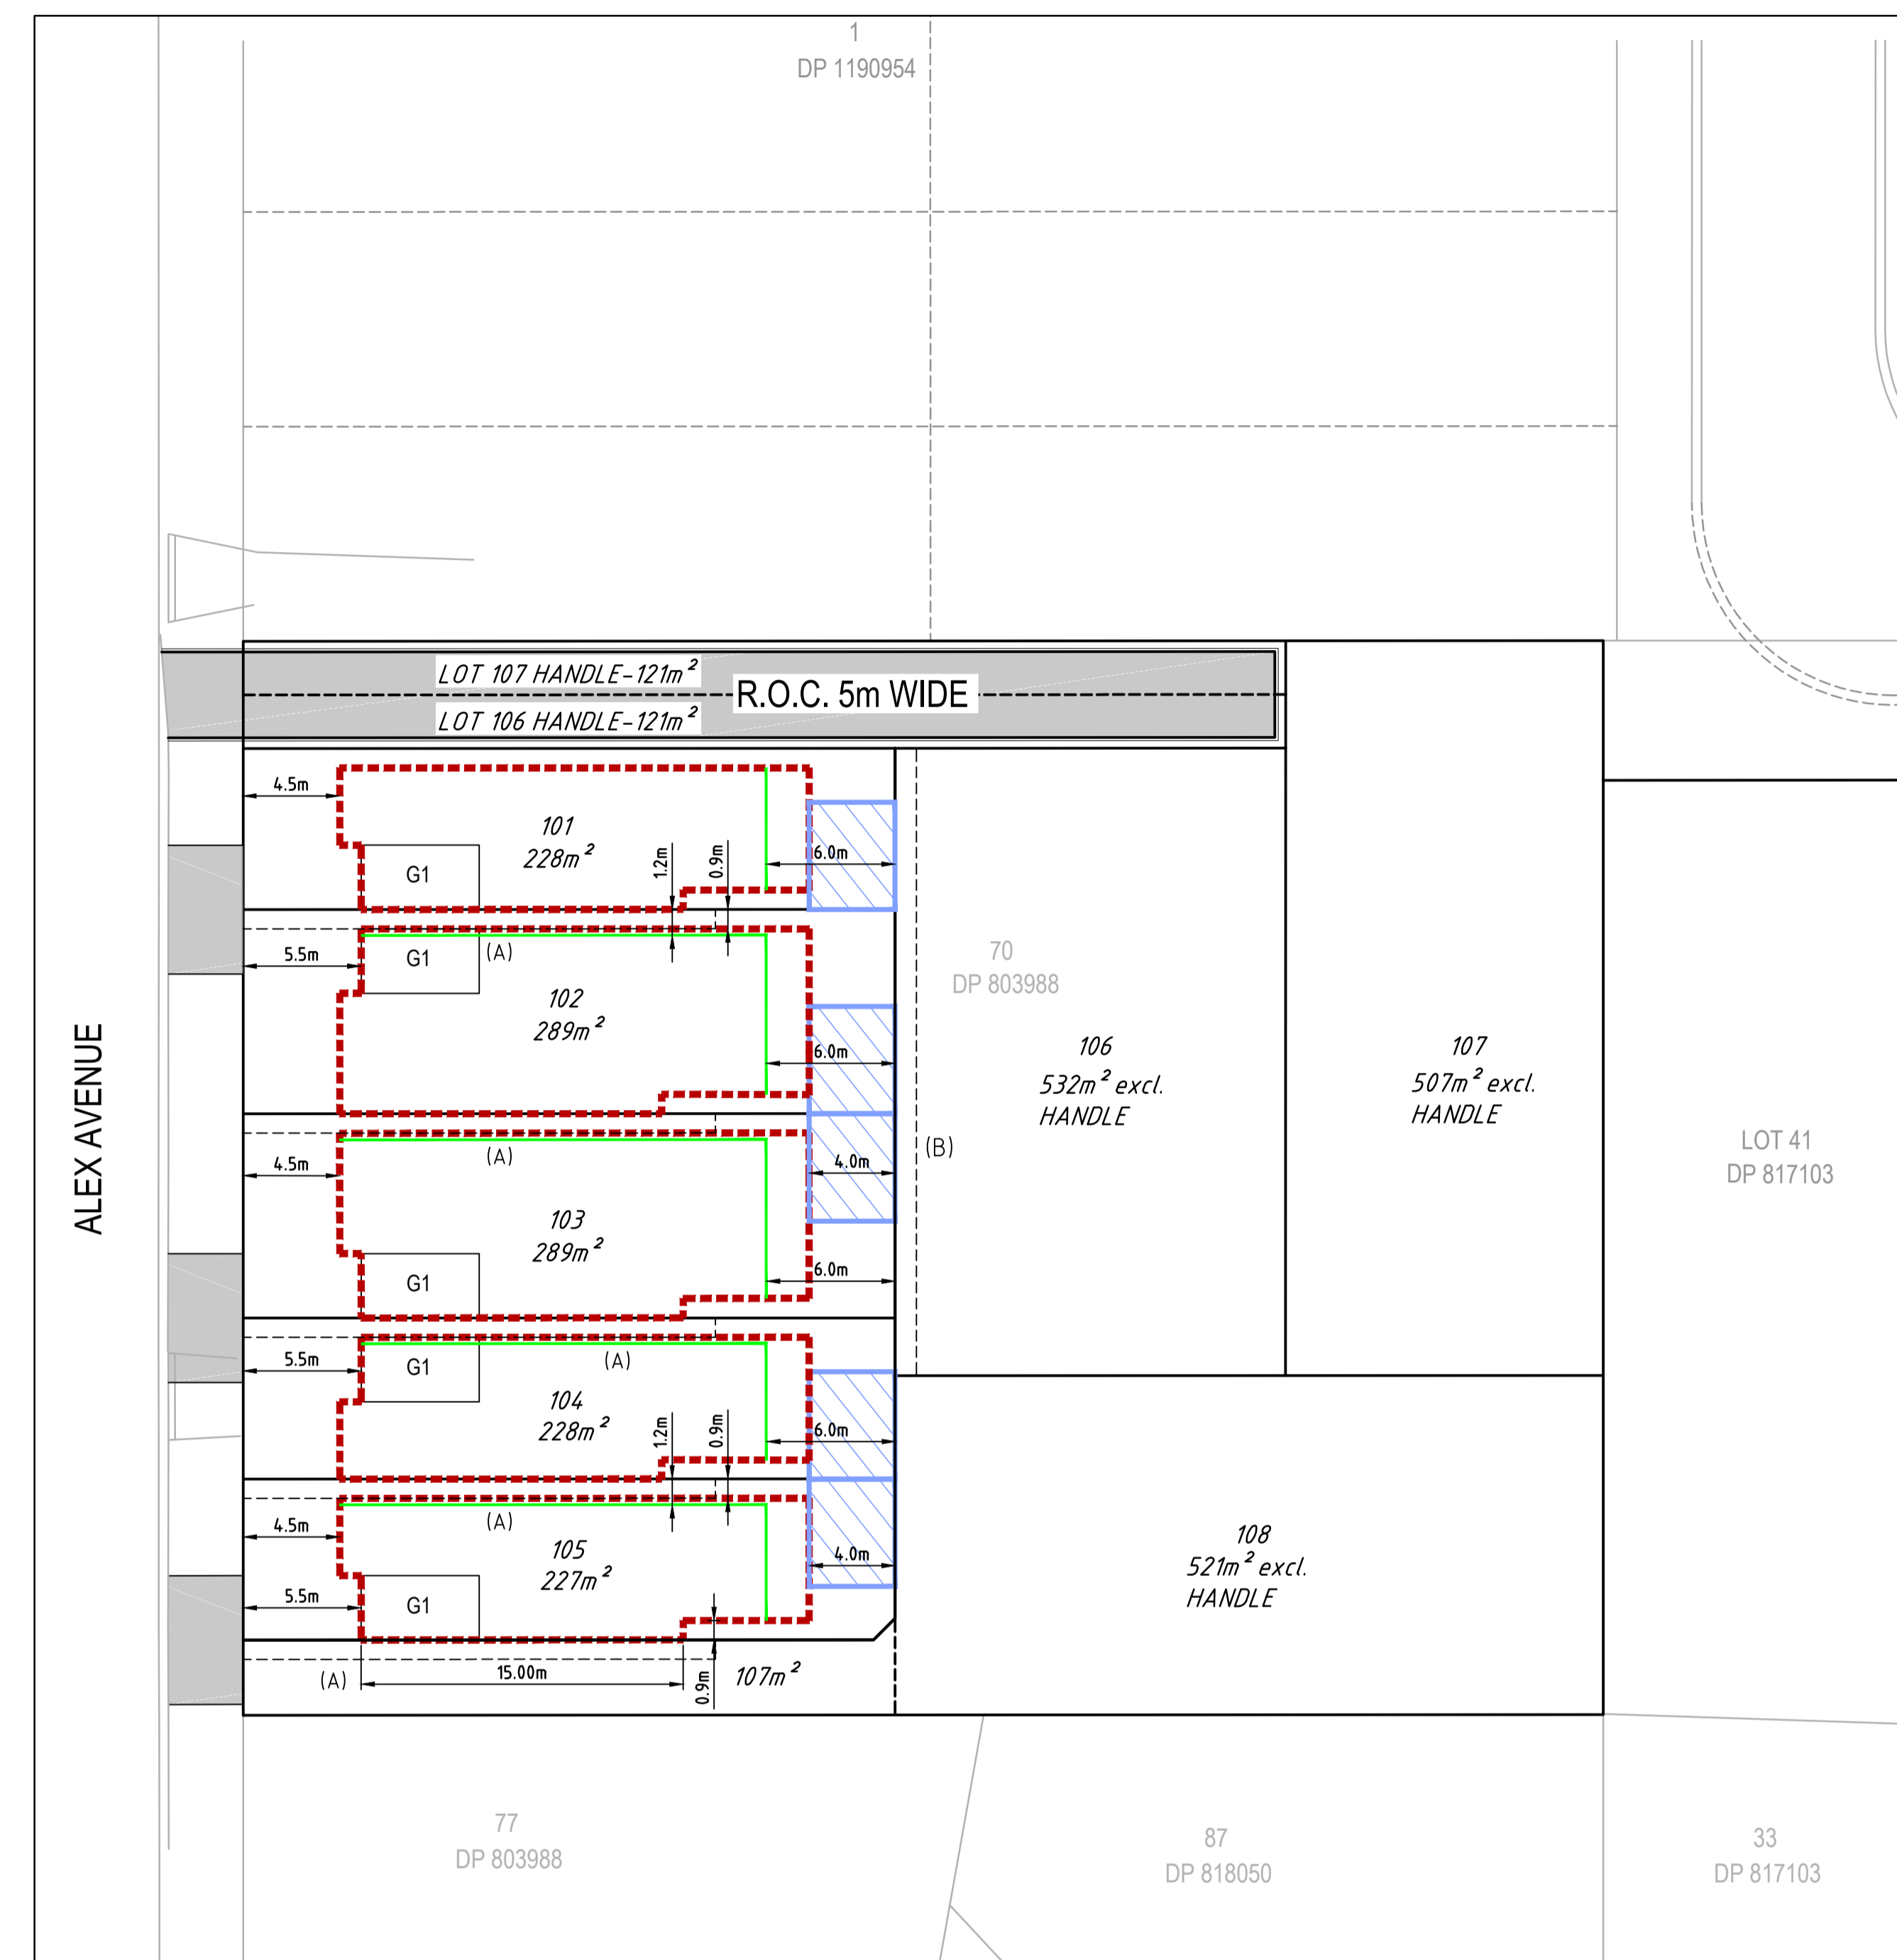 1
DP 1190954
LOT 107 HANDLE-121m²
R.O.C. 5m WIDE
LOT 106 HANDLE-121m²
4.5m
101
228m²
G1
1.2m
0.9m
6.0m
5.5m
G1
(A)
102
289m²
6.0m
70
DP 803988
ALEX AVENUE
106
532m² excl.
HANDLE
107
507m² excl.
HANDLE
LOT 41
DP 817103
(A)
(B)
4.5m
4.0m
103
289m²
G1
6.0m
5.5m
G1
(A)
104
228m²
1.2m
0.9m
6.0m
4.5m
(A)
105
227m²
4.0m
5.5m
G1
108
521m² excl.
HANDLE
(A)
15.00m
0.9m
107m²
77
DP 803988
87
DP 818050
33
DP 817103